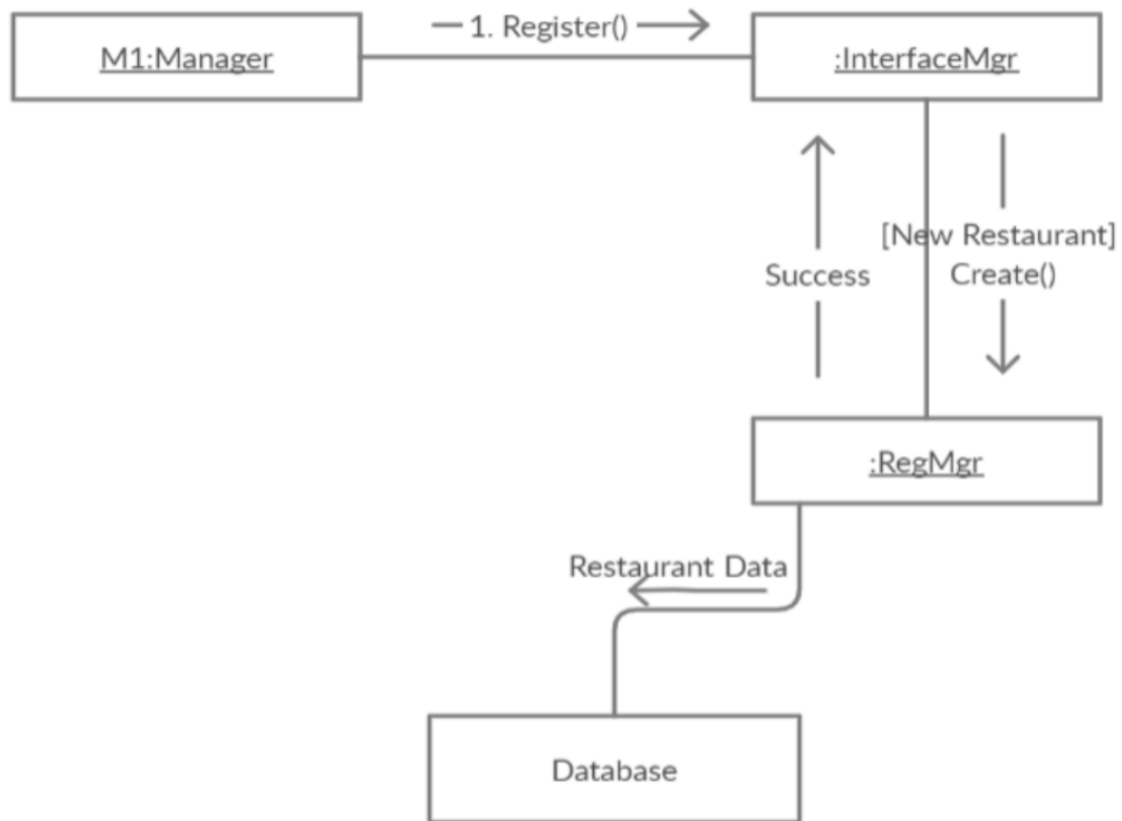 1. Register()
M1:Manager
:InterfaceMgr
[New Restaurant]
Create()
Success
:RegMgr
Restaurant Data
Database